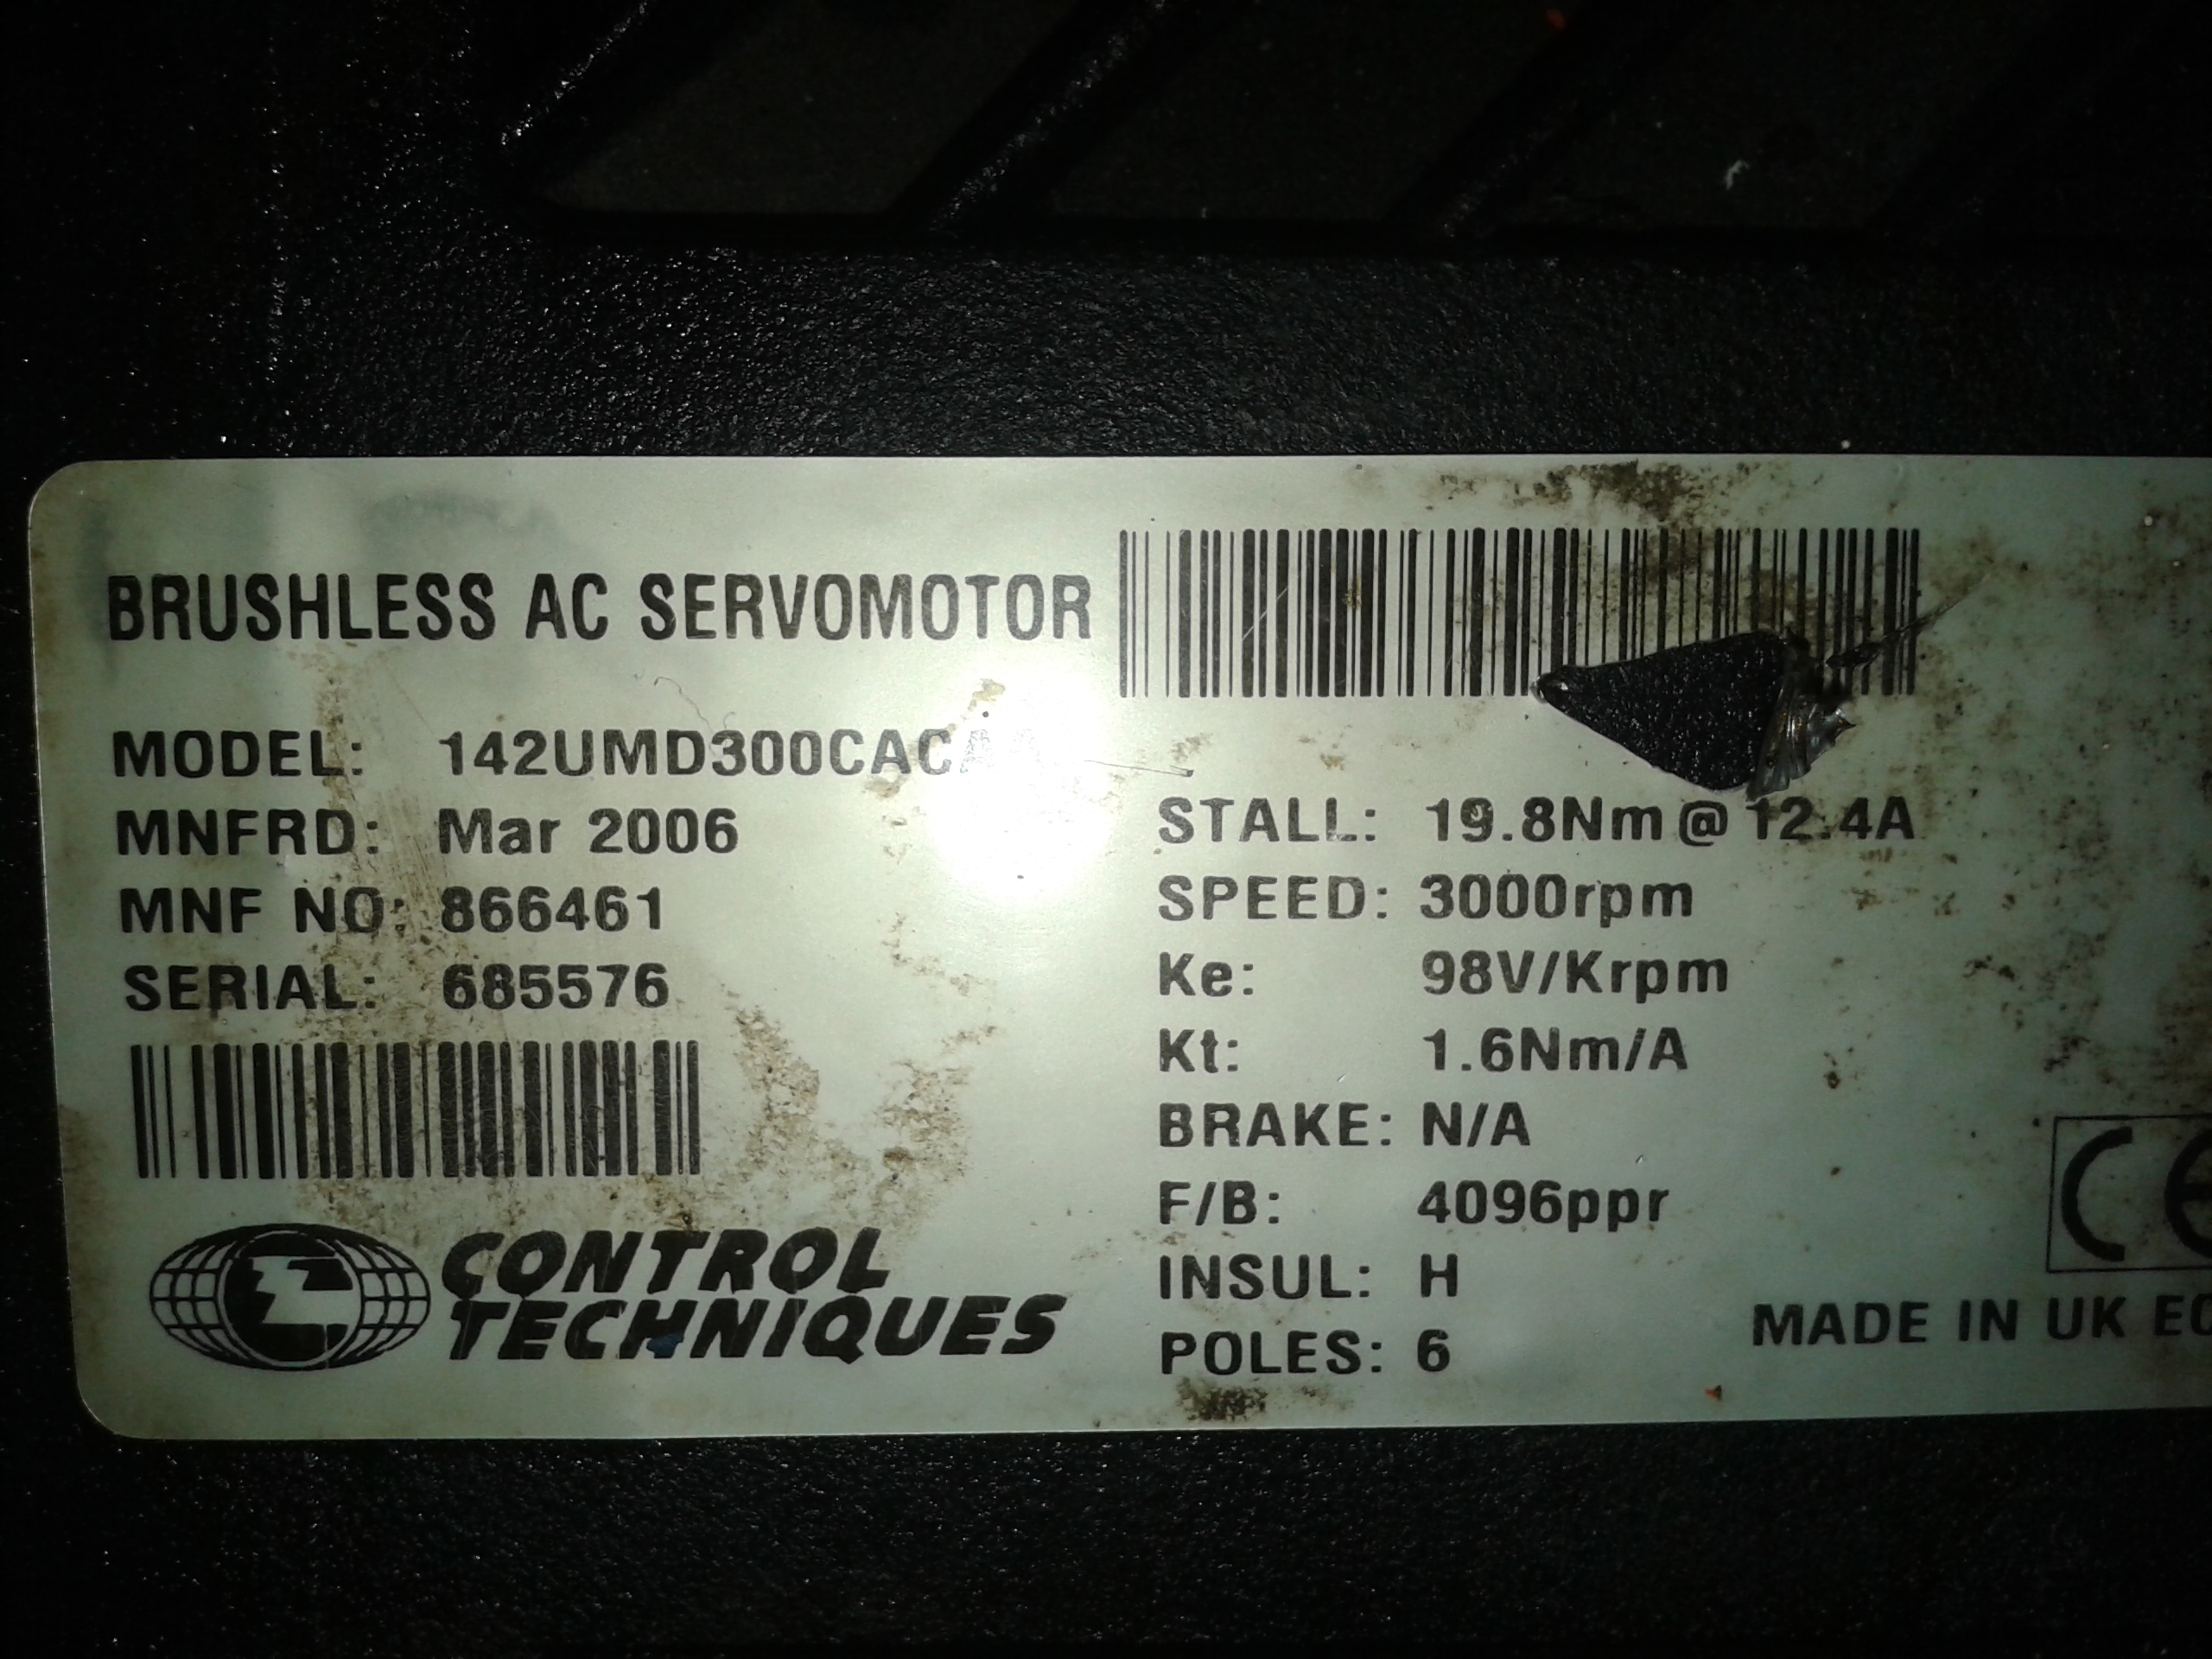 BRUSHLESS AC SERVOMOTOR
MODEL:
MNFRD: Mar 2006
MNF NO: 866461
SERIAL: 685576
CONTROL
TECHNIQUES
STALL: 19.8Nm@12.4A
SPEED: 3000rpm
Ke: 98V/Krpm
Kt: 1.6Nm/A
BRAKE: N/A
F/B: 4096ppr
INSUL: H
POLES: 6
CE
MADE IN UK